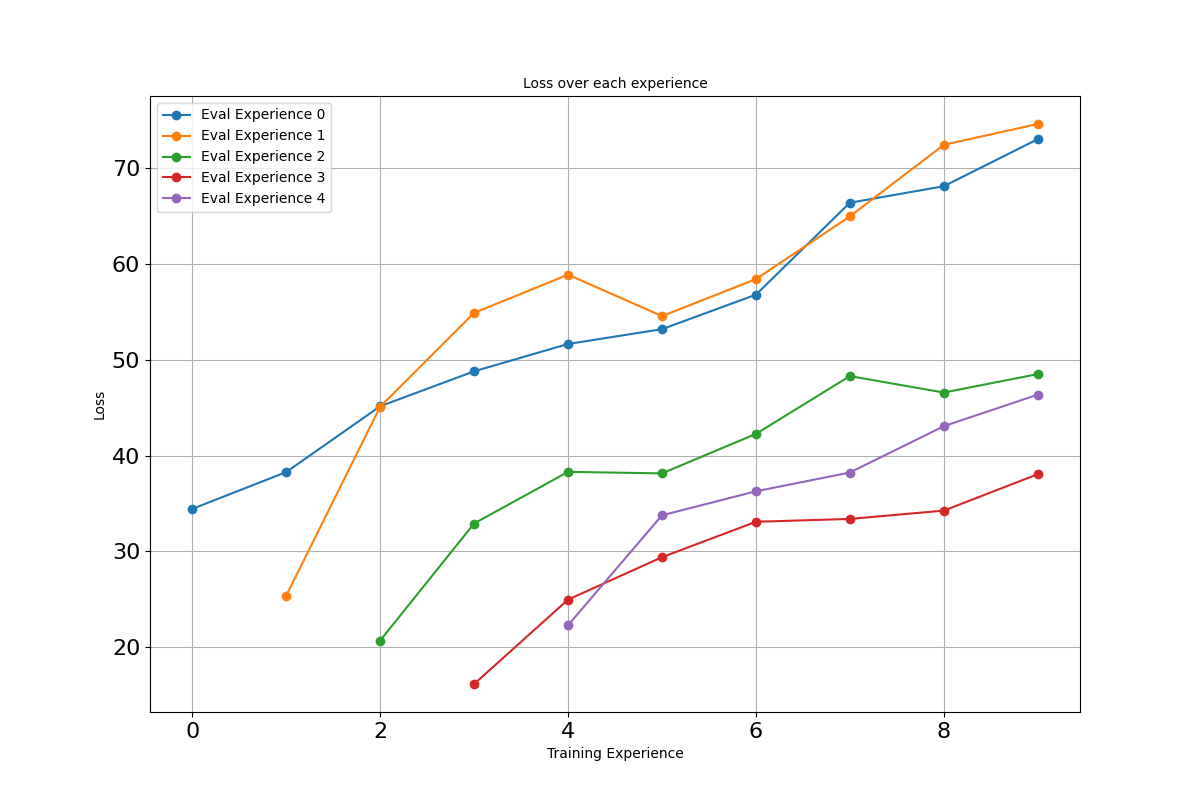 Loss over each experience
Eval Experience 0
Eval Experience 1
Eval Experience 2
Eval Experience 3
Eval Experience 4
70
60
50
40
30
20
Loss
0 2 4 6 8
Training Experience